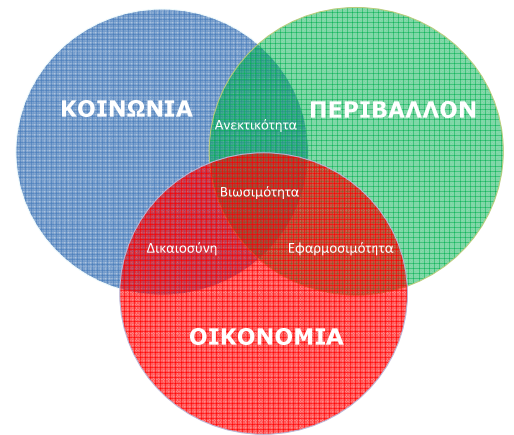 ΚΟΙΝΩΝΙΑ
ΠΕΡΙΒΑΛΛΟΝ
Ανεκτικότητα
Βιωσιμότητα
Δικαιοσύνη
Εφαρμοσιμότητα
ΟΙΚΟΝΟΜΙΑ